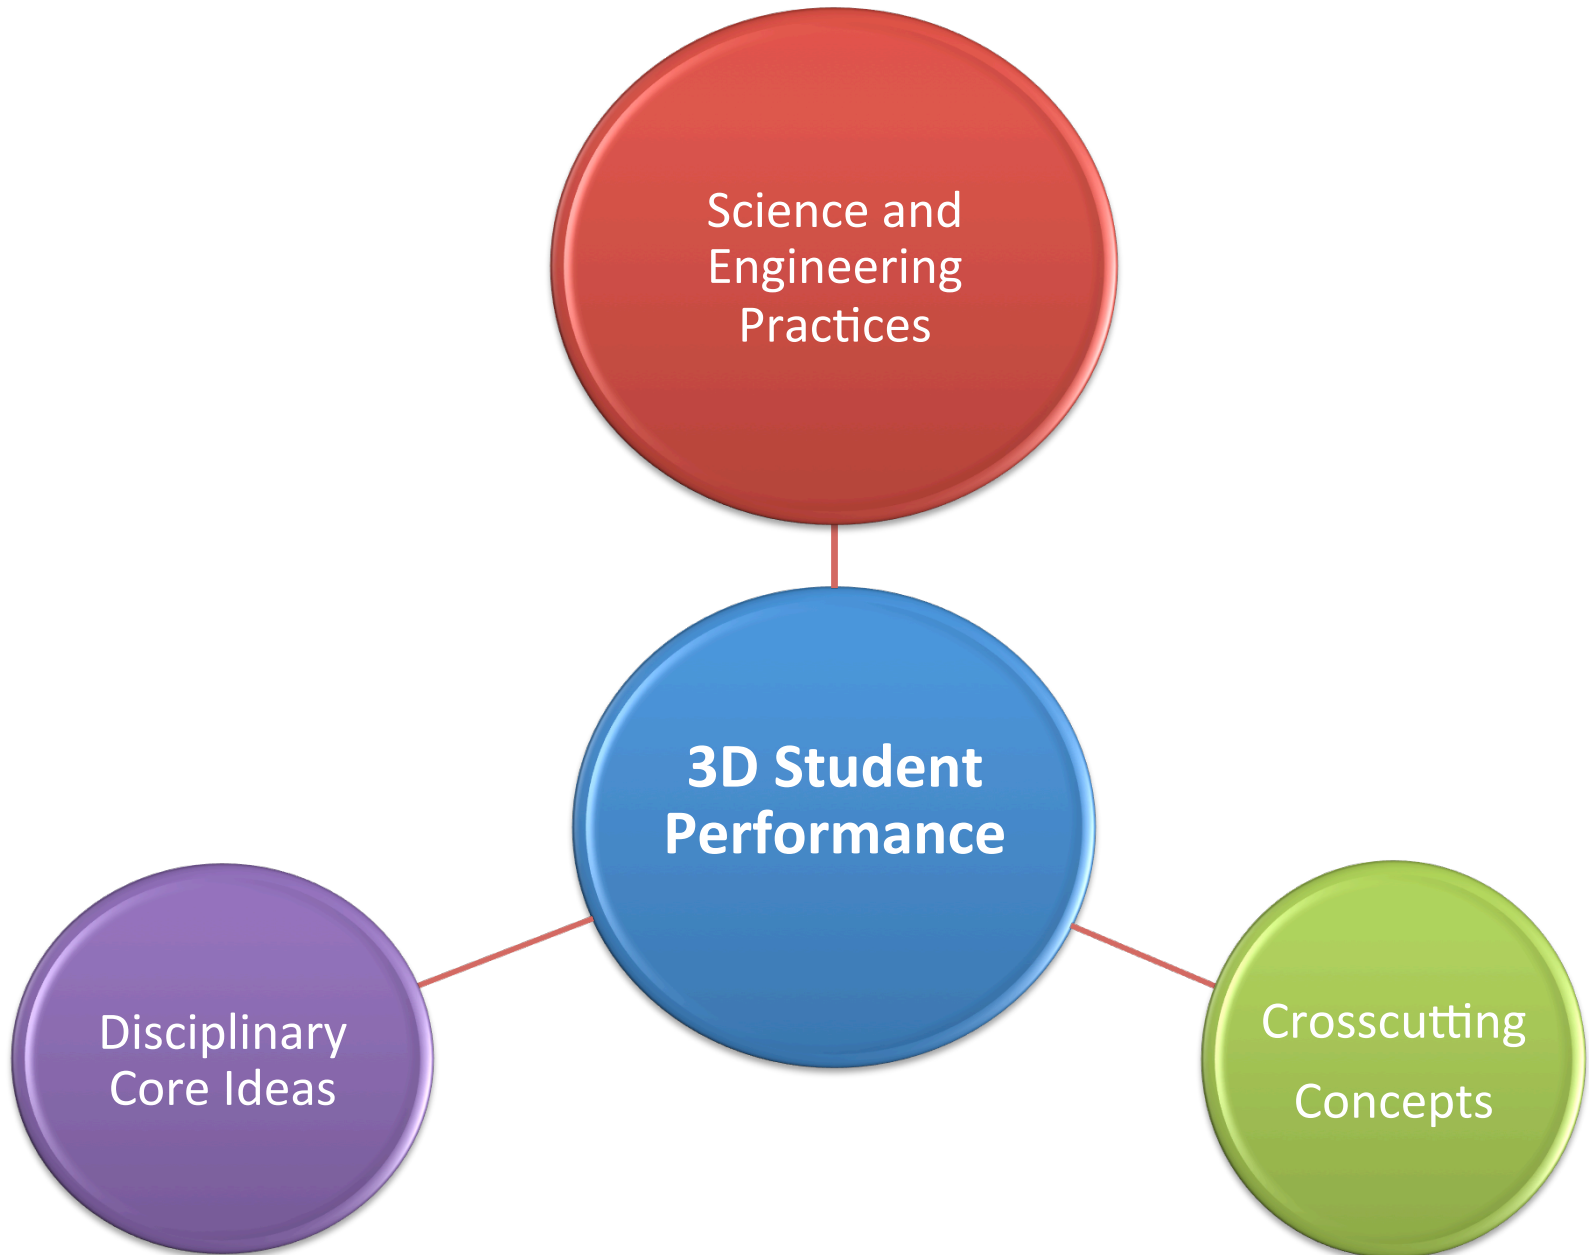 Science and
Engineering
Practices
3D Student
Performance
Disciplinary
Core Ideas
Crosscutting
Concepts